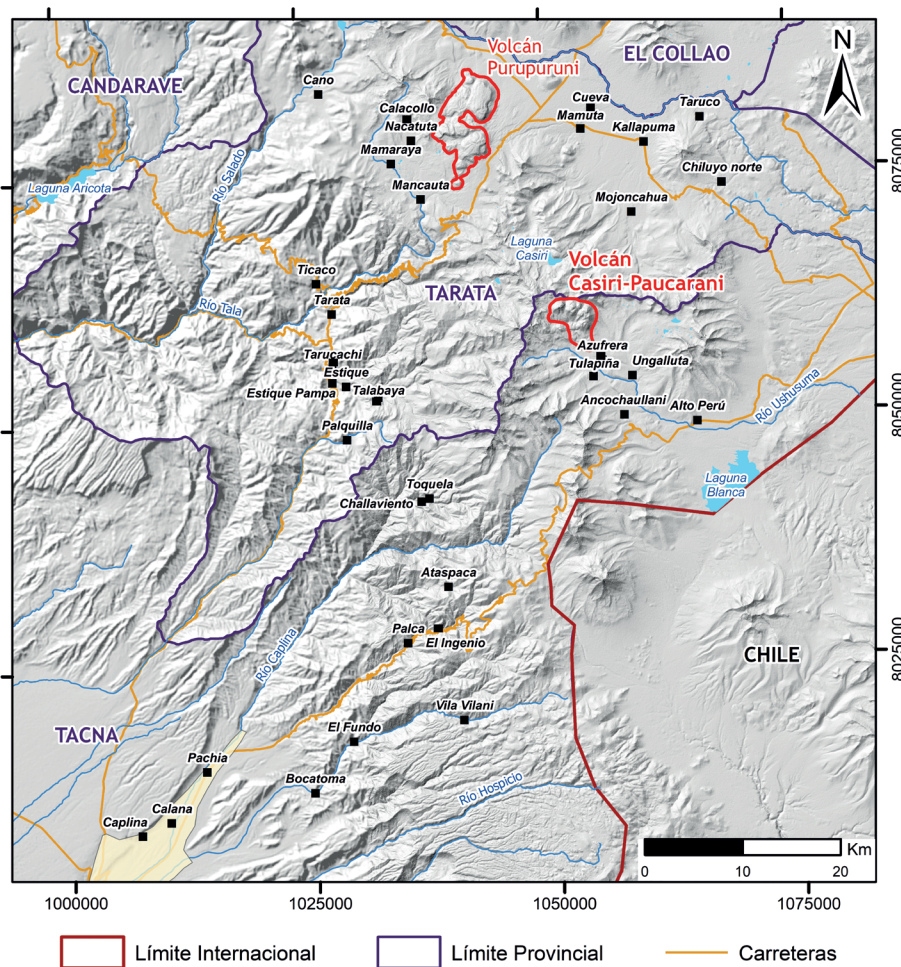 Volcán
Purupuruni
EL COLLAO
N
CANDARAVE
Cano
Cueva
Taruco
Calacollo
Mamuta
Nacatuta
Kallapuma
Mamaraya
Chiluyo norte
8075000
Mancauta
Laguna Aricota
Río Salado
Mojoncahua
Laguna
Casiri
Volcán
Casiri-Paucarani
Ticaco
TARATA
Tarata
Río Tala
Azufrera
Tarucachi
Tulapiña
Ungalluta
Estique
Estique Pampa
Talabaya
Ancochaullani
Alto Perú
Río Ushusuma
8050000
Palquilla
Laguna
Blanca
Toquela
Challaviento
Ataspaca
Palca
El Ingenio
Río Caplina
CHILE
8025000
Vila Vilani
TACNA
El Fundo
Pachia
Bocatoma
Río Hospicio
Calana
Caplina
Km
0
10
20
1000000
1025000
1050000
1075000
Límite Internacional
Límite Provincial
Carreteras